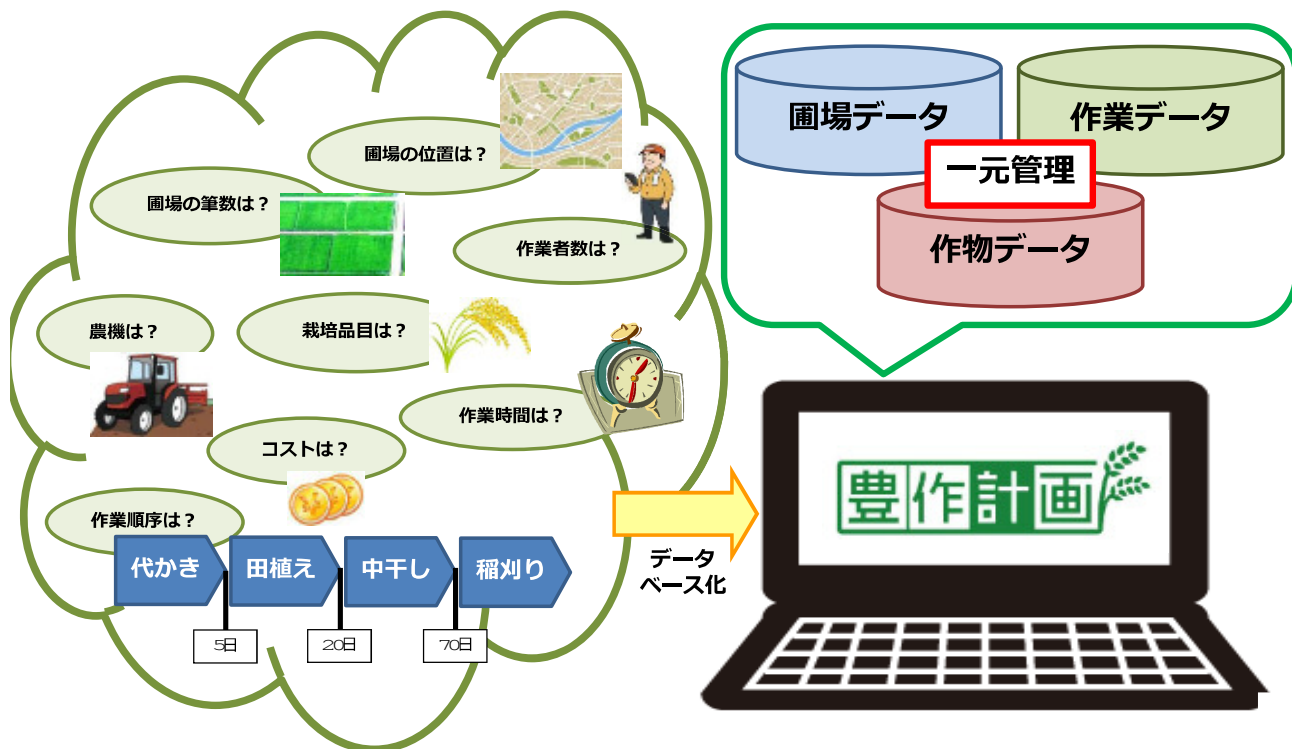 圃場の位置は？
圃場の筆数は？
作業者数は？
農機は？
栽培品目は？
作業時間は？
コストは？
作業順序は？
代かき
田植え
中干し
稲刈り
5日
20日
70日
データ
ベース化
圃場データ
作業データ
一元管理
作物データ
豊作計画